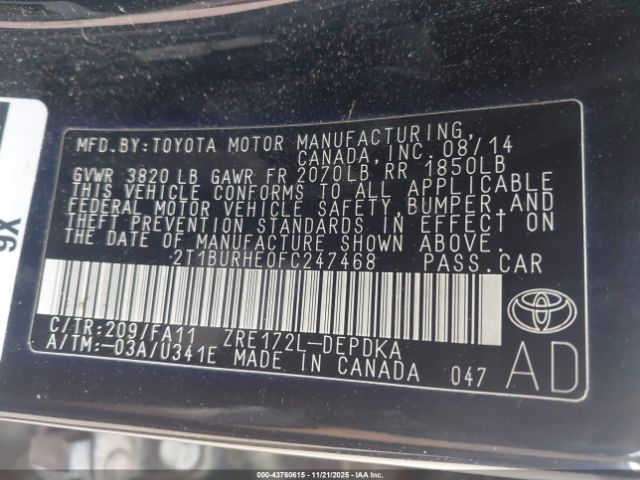 MFD.BY:TOYOTA MOTOR MANUFACTURING,
CANADA,INC. 08/14
GVWR 3820 LB GAWR FR 2070LB RR 1850LB
THIS VEHICLE CONFORMS TO ALL APPLICABLE
FEDERAL MOTOR VEHICLE SAFETY,BUMPER,AND
THEFT PREVENTION STANDARDS IN EFFECT ON
THE DATE OF MANUFACTURE SHOWN ABOVE.
2T1BURHE0FC247468 PASS.CAR
C/TR:209/FA11 ZRE172L-DEPDKA
A/TM:-03A/U341E MADE IN CANADA 047
AD
X6
000-43760615 - 11/21/2025 - IAAI, Inc.